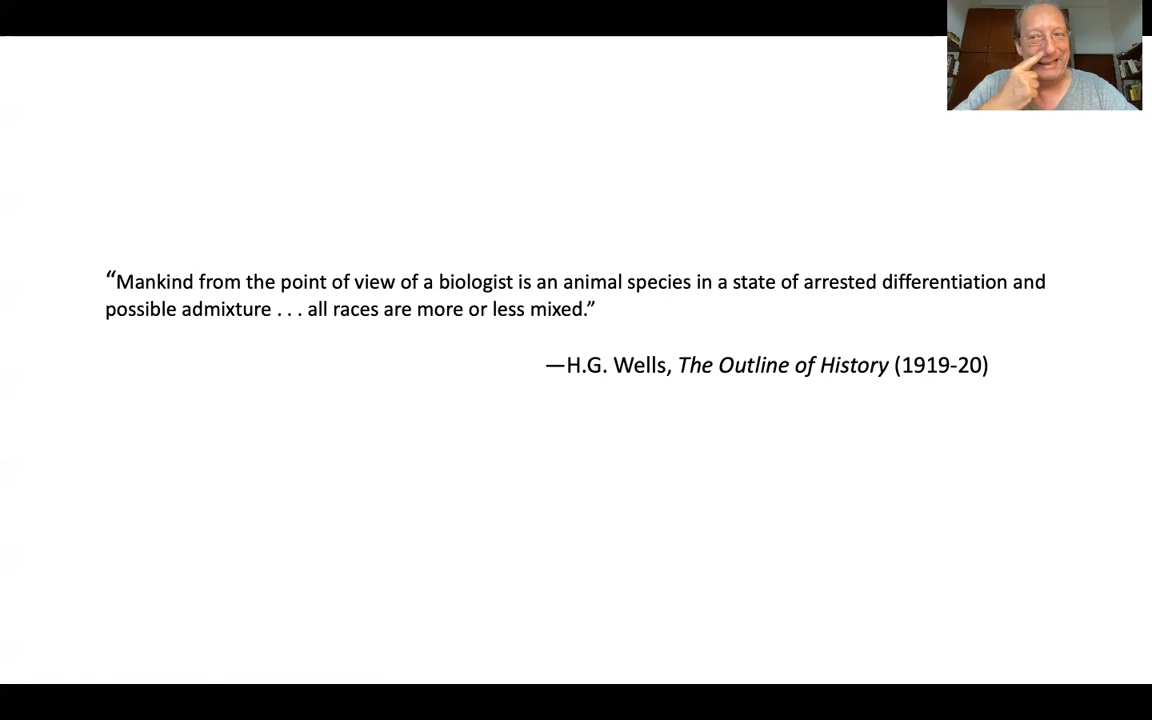 “Mankind from the point of view of a biologist is an animal species in a state of arrested differentiation and
possible admixture . . . all races are more or less mixed.”
—H.G. Wells, The Outline of History (1919-20)